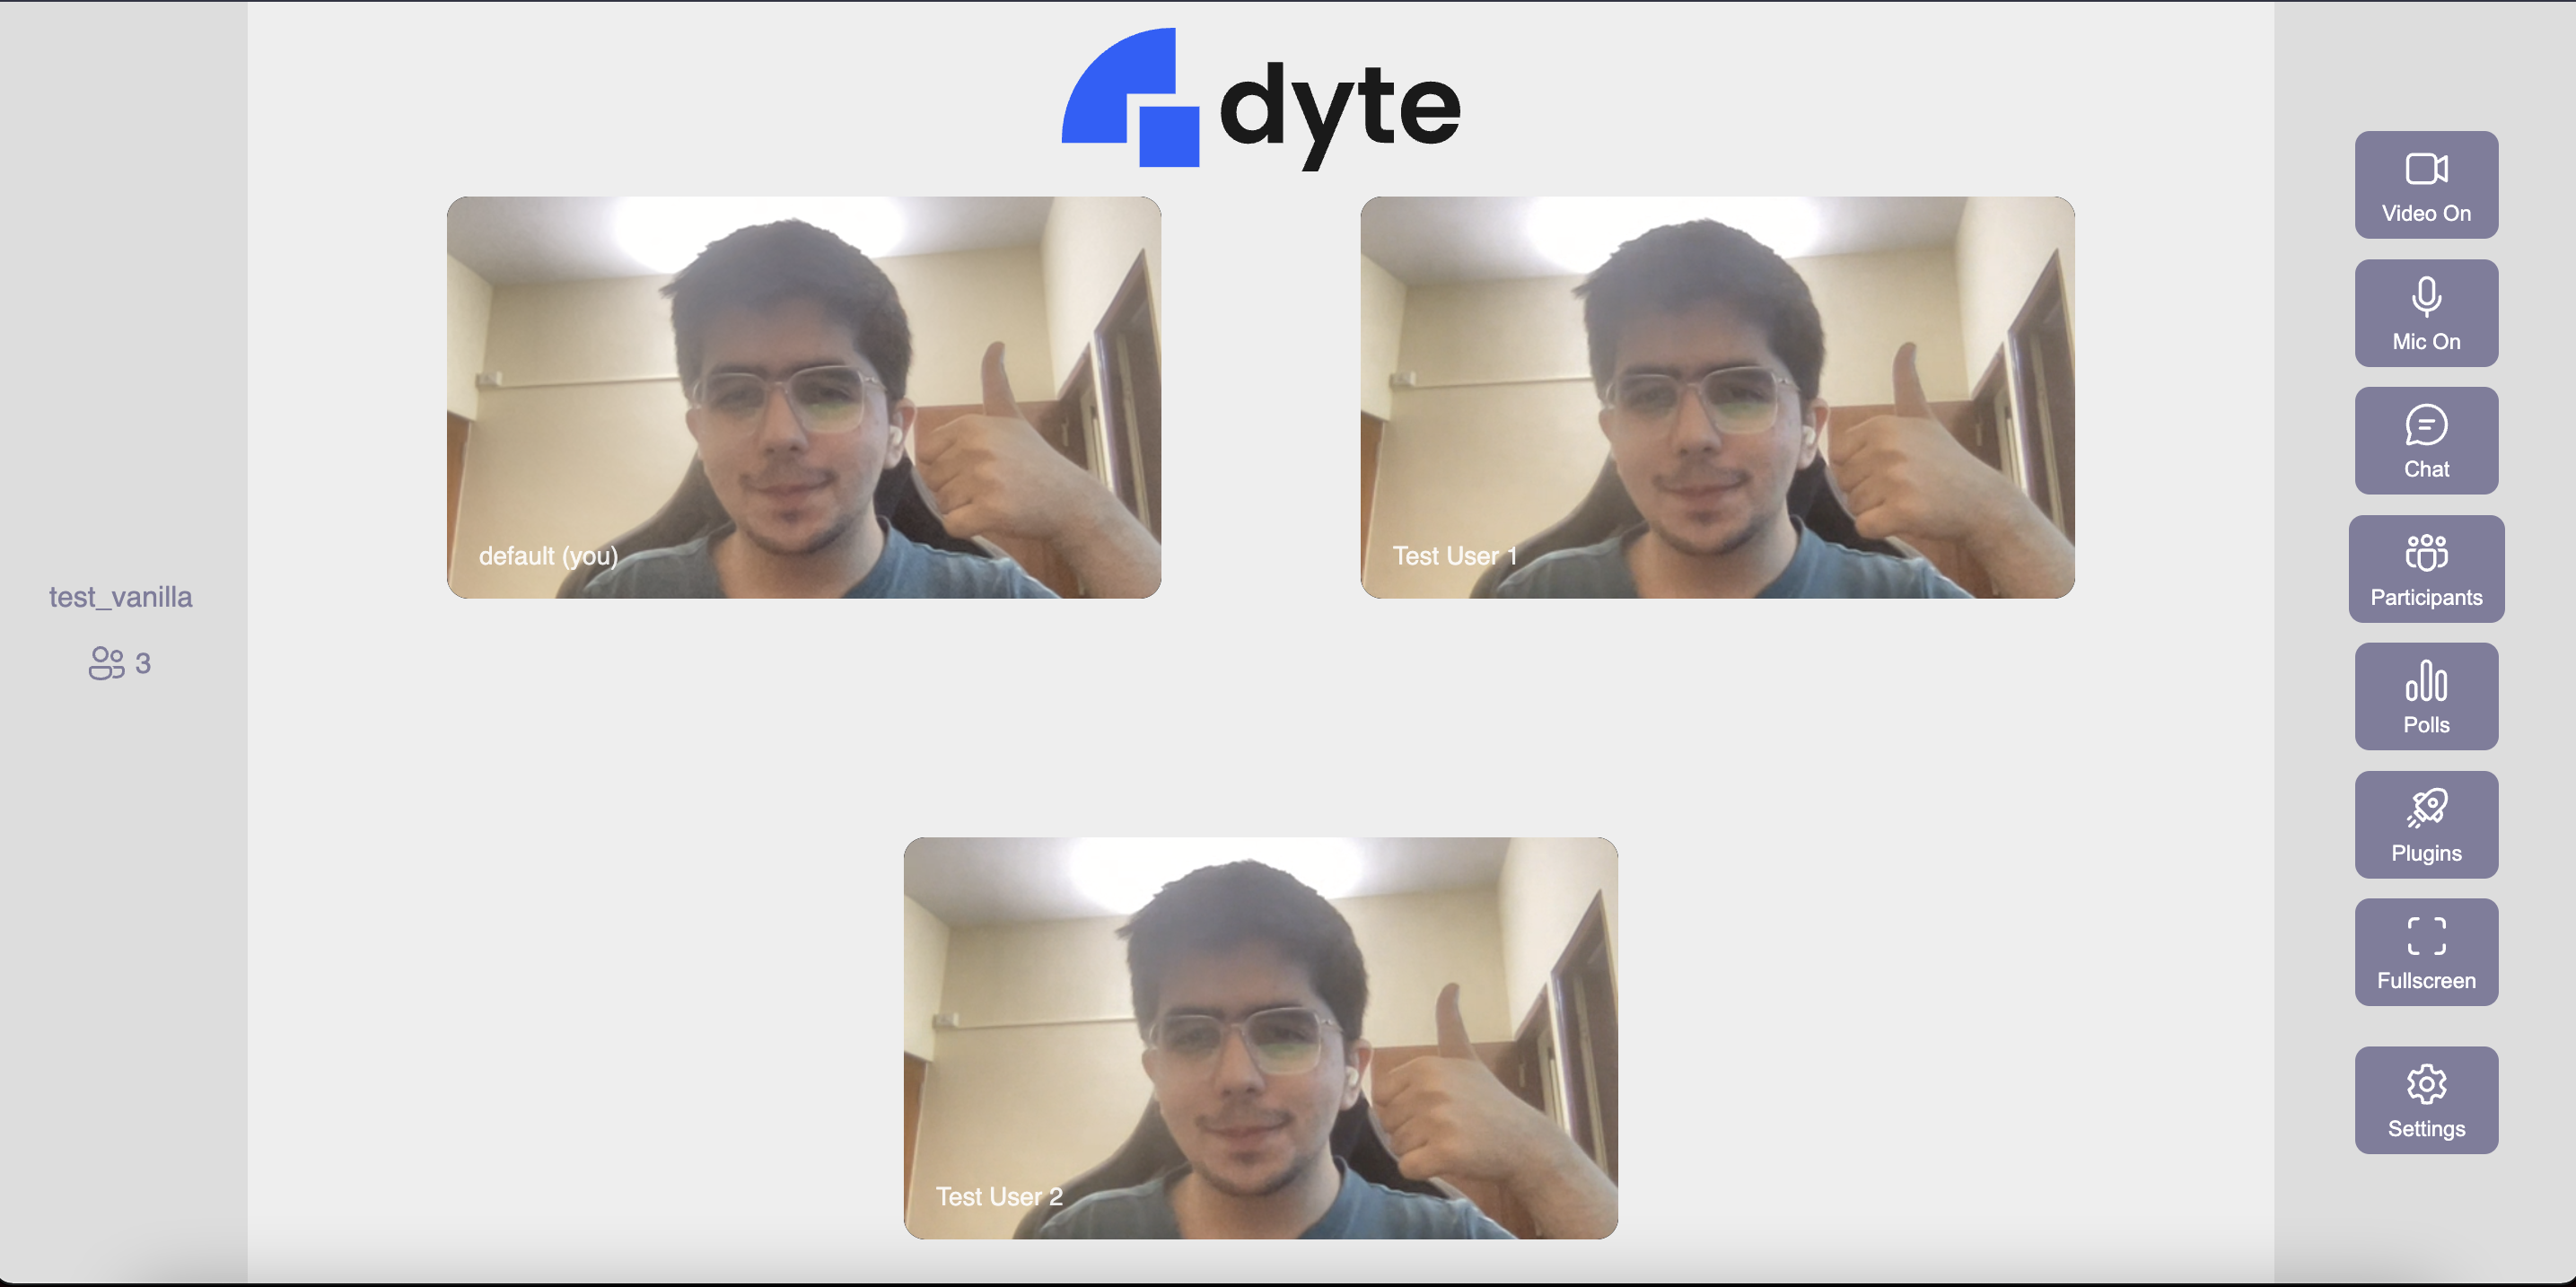 dyte
default (you)
Test User 1
test_vanilla
3
Test User 2
Video On
Mic On
Chat
Participants
Polls
Plugins
Fullscreen
Settings